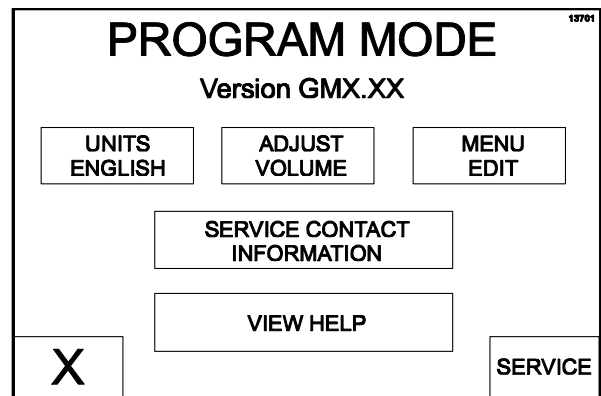 13701
PROGRAM MODE
Version GMX.XX
UNITS
ENGLISH
ADJUST
VOLUME
MENU
EDIT
SERVICE CONTACT
INFORMATION
VIEW HELP
X
SERVICE